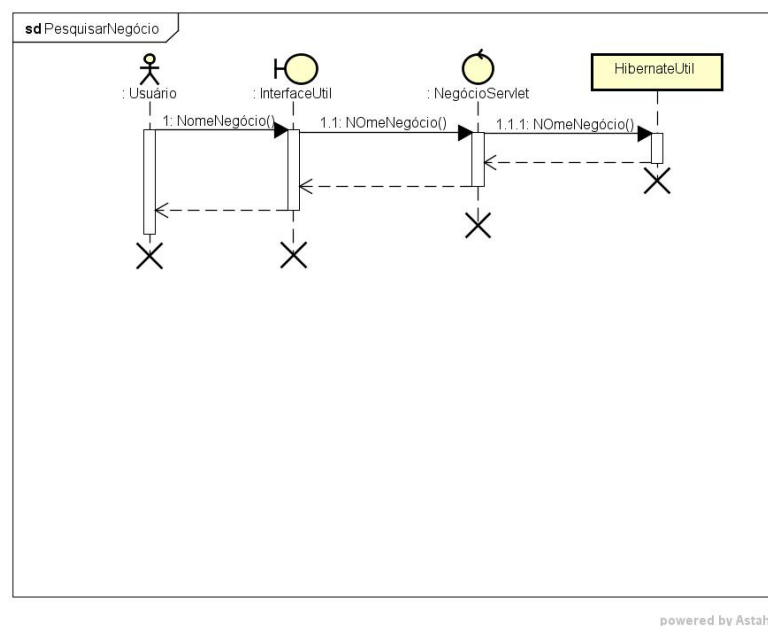 sd PesquisarNegócio
: Usuário
: InterfaceUtil
: NegócioServlet
HibernateUtil
1: NomeNegócio()
1.1: NOmeNegócio()
1.1.1: NOmeNegócio()
powered by Astah